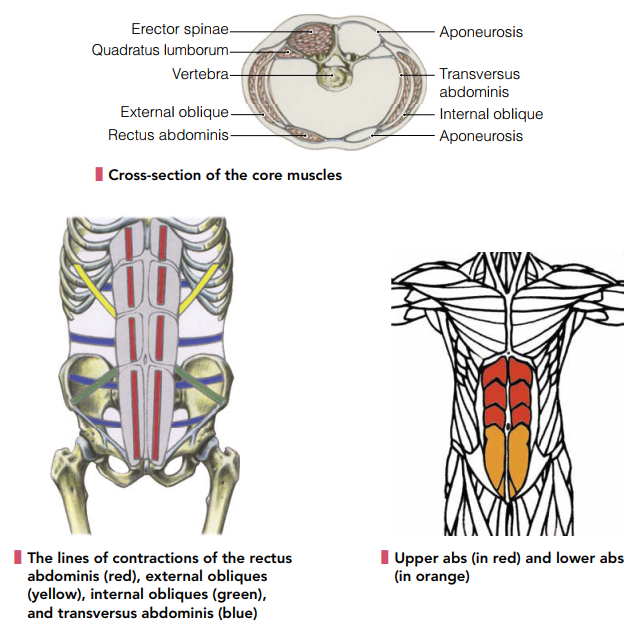 Erector spinae
Quadratus lumborum
Vertebra
External oblique
Rectus abdominis
Aponeurosis
Transversus
abdominis
Internal oblique
Aponeurosis
Cross-section of the core muscles
The lines of contractions of the rectus
abdominis (red), external obliques
(yellow), internal obliques (green),
and transversus abdominis (blue)
Upper abs (in red) and lower abs
(in orange)